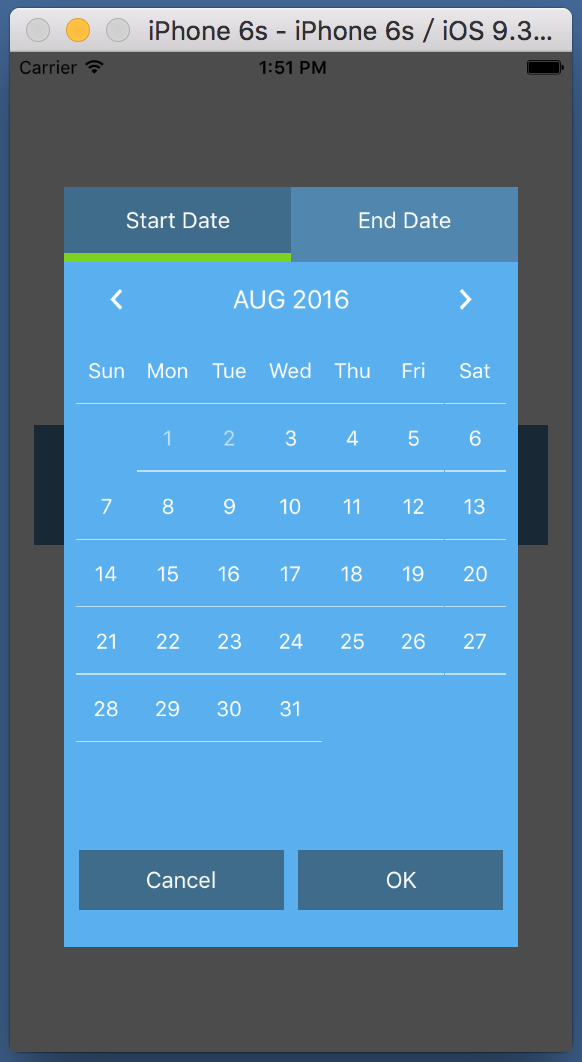 iPhone 6s - iPhone 6s / iOS 9.3...
Carrier 1:51 PM
Start Date End Date
AUG 2016
Sun Mon Tue Wed Thu Fri Sat
1 2 3 4 5 6
7 8 9 10 11 12 13
14 15 16 17 18 19 20
21 22 23 24 25 26 27
28 29 30 31
Cancel OK